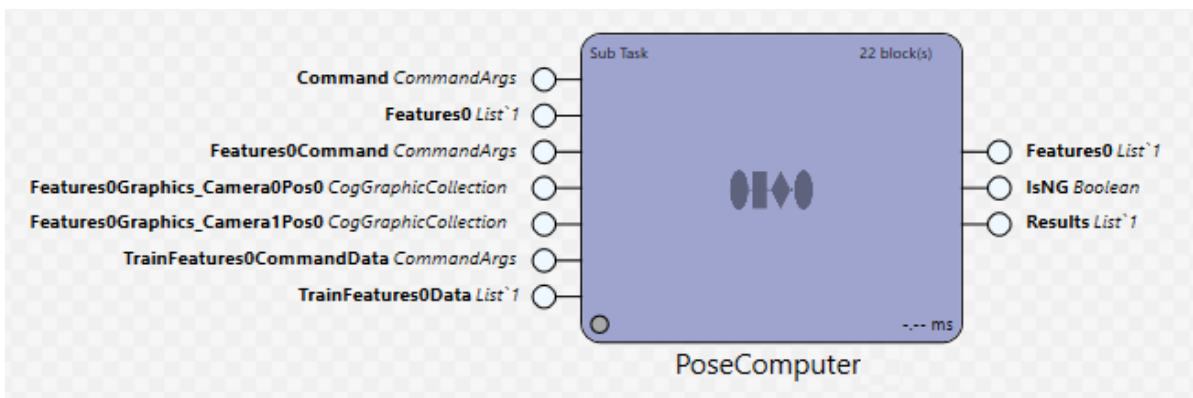 Sub Task 22 block(s)
Command CommandArgs
Features0 List`1
Features0Command CommandArgs
Features0Graphics_Camera0Pos0 CogGraphicCollection
Features0Graphics_Camera1Pos0 CogGraphicCollection
TrainFeatures0CommandData CommandArgs
TrainFeatures0Data List`1
Features0 List`1
IsNG Boolean
Results List`1
-.-- ms
PoseComputer